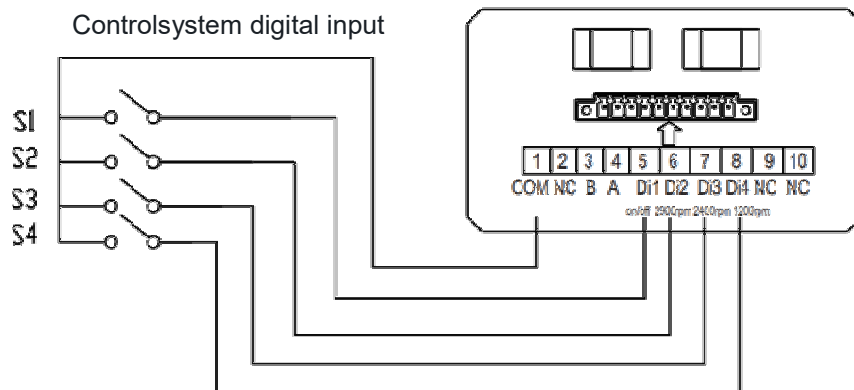 Controlsystem digital input
S1
S2
S3
S4
1 2 3 4 5 6 7 8 9 10
COM NC B A Di1 Di2 Di3 Di4 NC NC
on/off 2900rpm 2400rpm 1200rpm